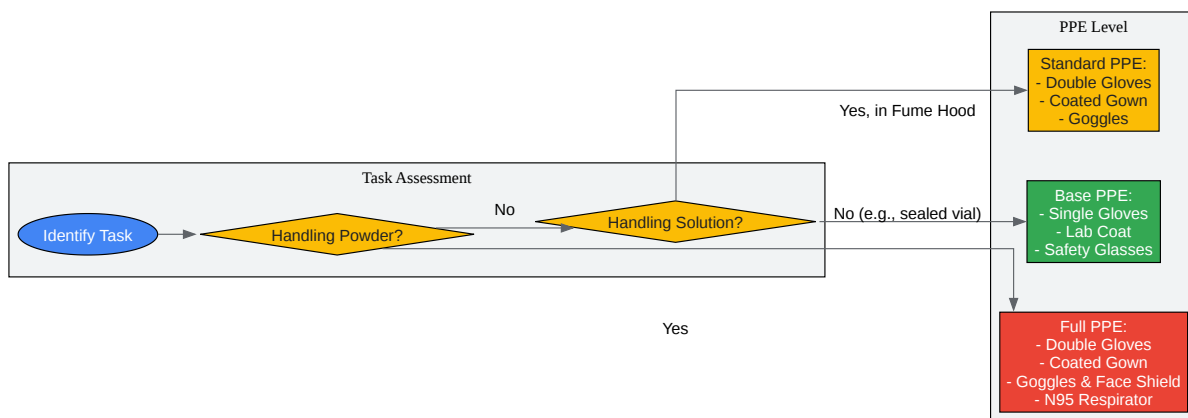 PPE Level
Standard PPE:
- Double Gloves
- Coated Gown
- Goggles
Yes, in Fume Hood
Task Assessment
Identify Task
Handling Powder?
No
Handling Solution?
No (e.g., sealed vial)
Base PPE:
- Single Gloves
- Lab Coat
- Safety Glasses
Yes
Full PPE:
- Double Gloves
- Coated Gown
- Goggles & Face Shield
- N95 Respirator